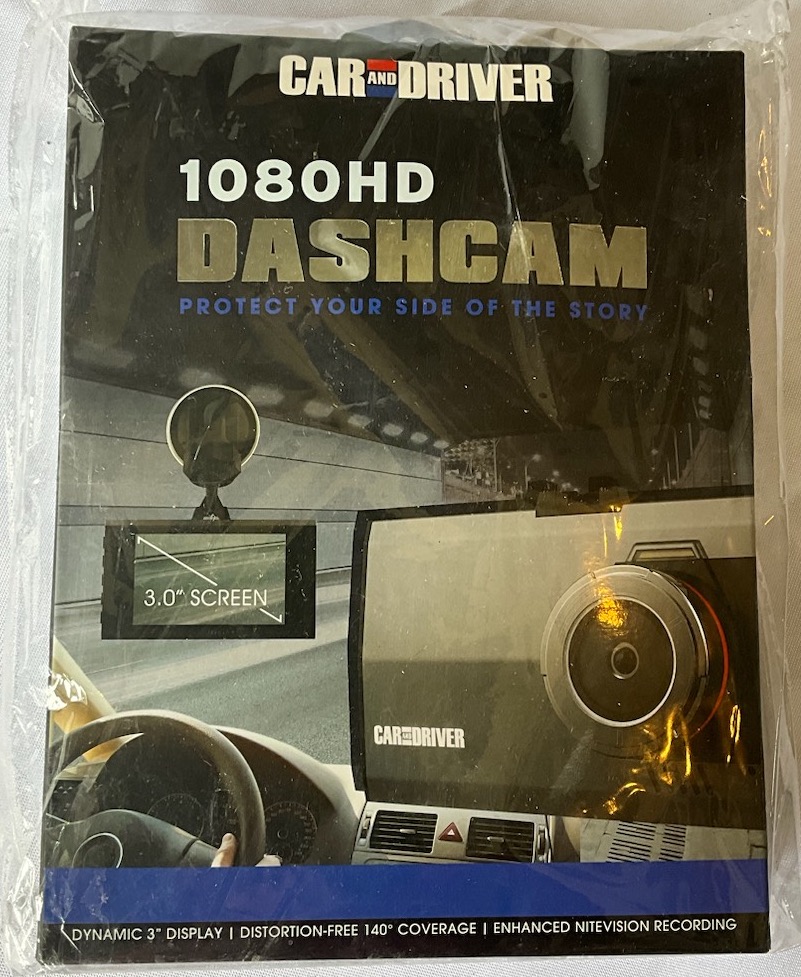 CAR AND DRIVER
1080HD
DASHCAM
PROTECT YOUR SIDE OF THE STORY
3.0" SCREEN
CAR AND DRIVER
DYNAMIC 3" DISPLAY | DISTORTION-FREE 140° COVERAGE | ENHANCED NITEVISION RECORDING